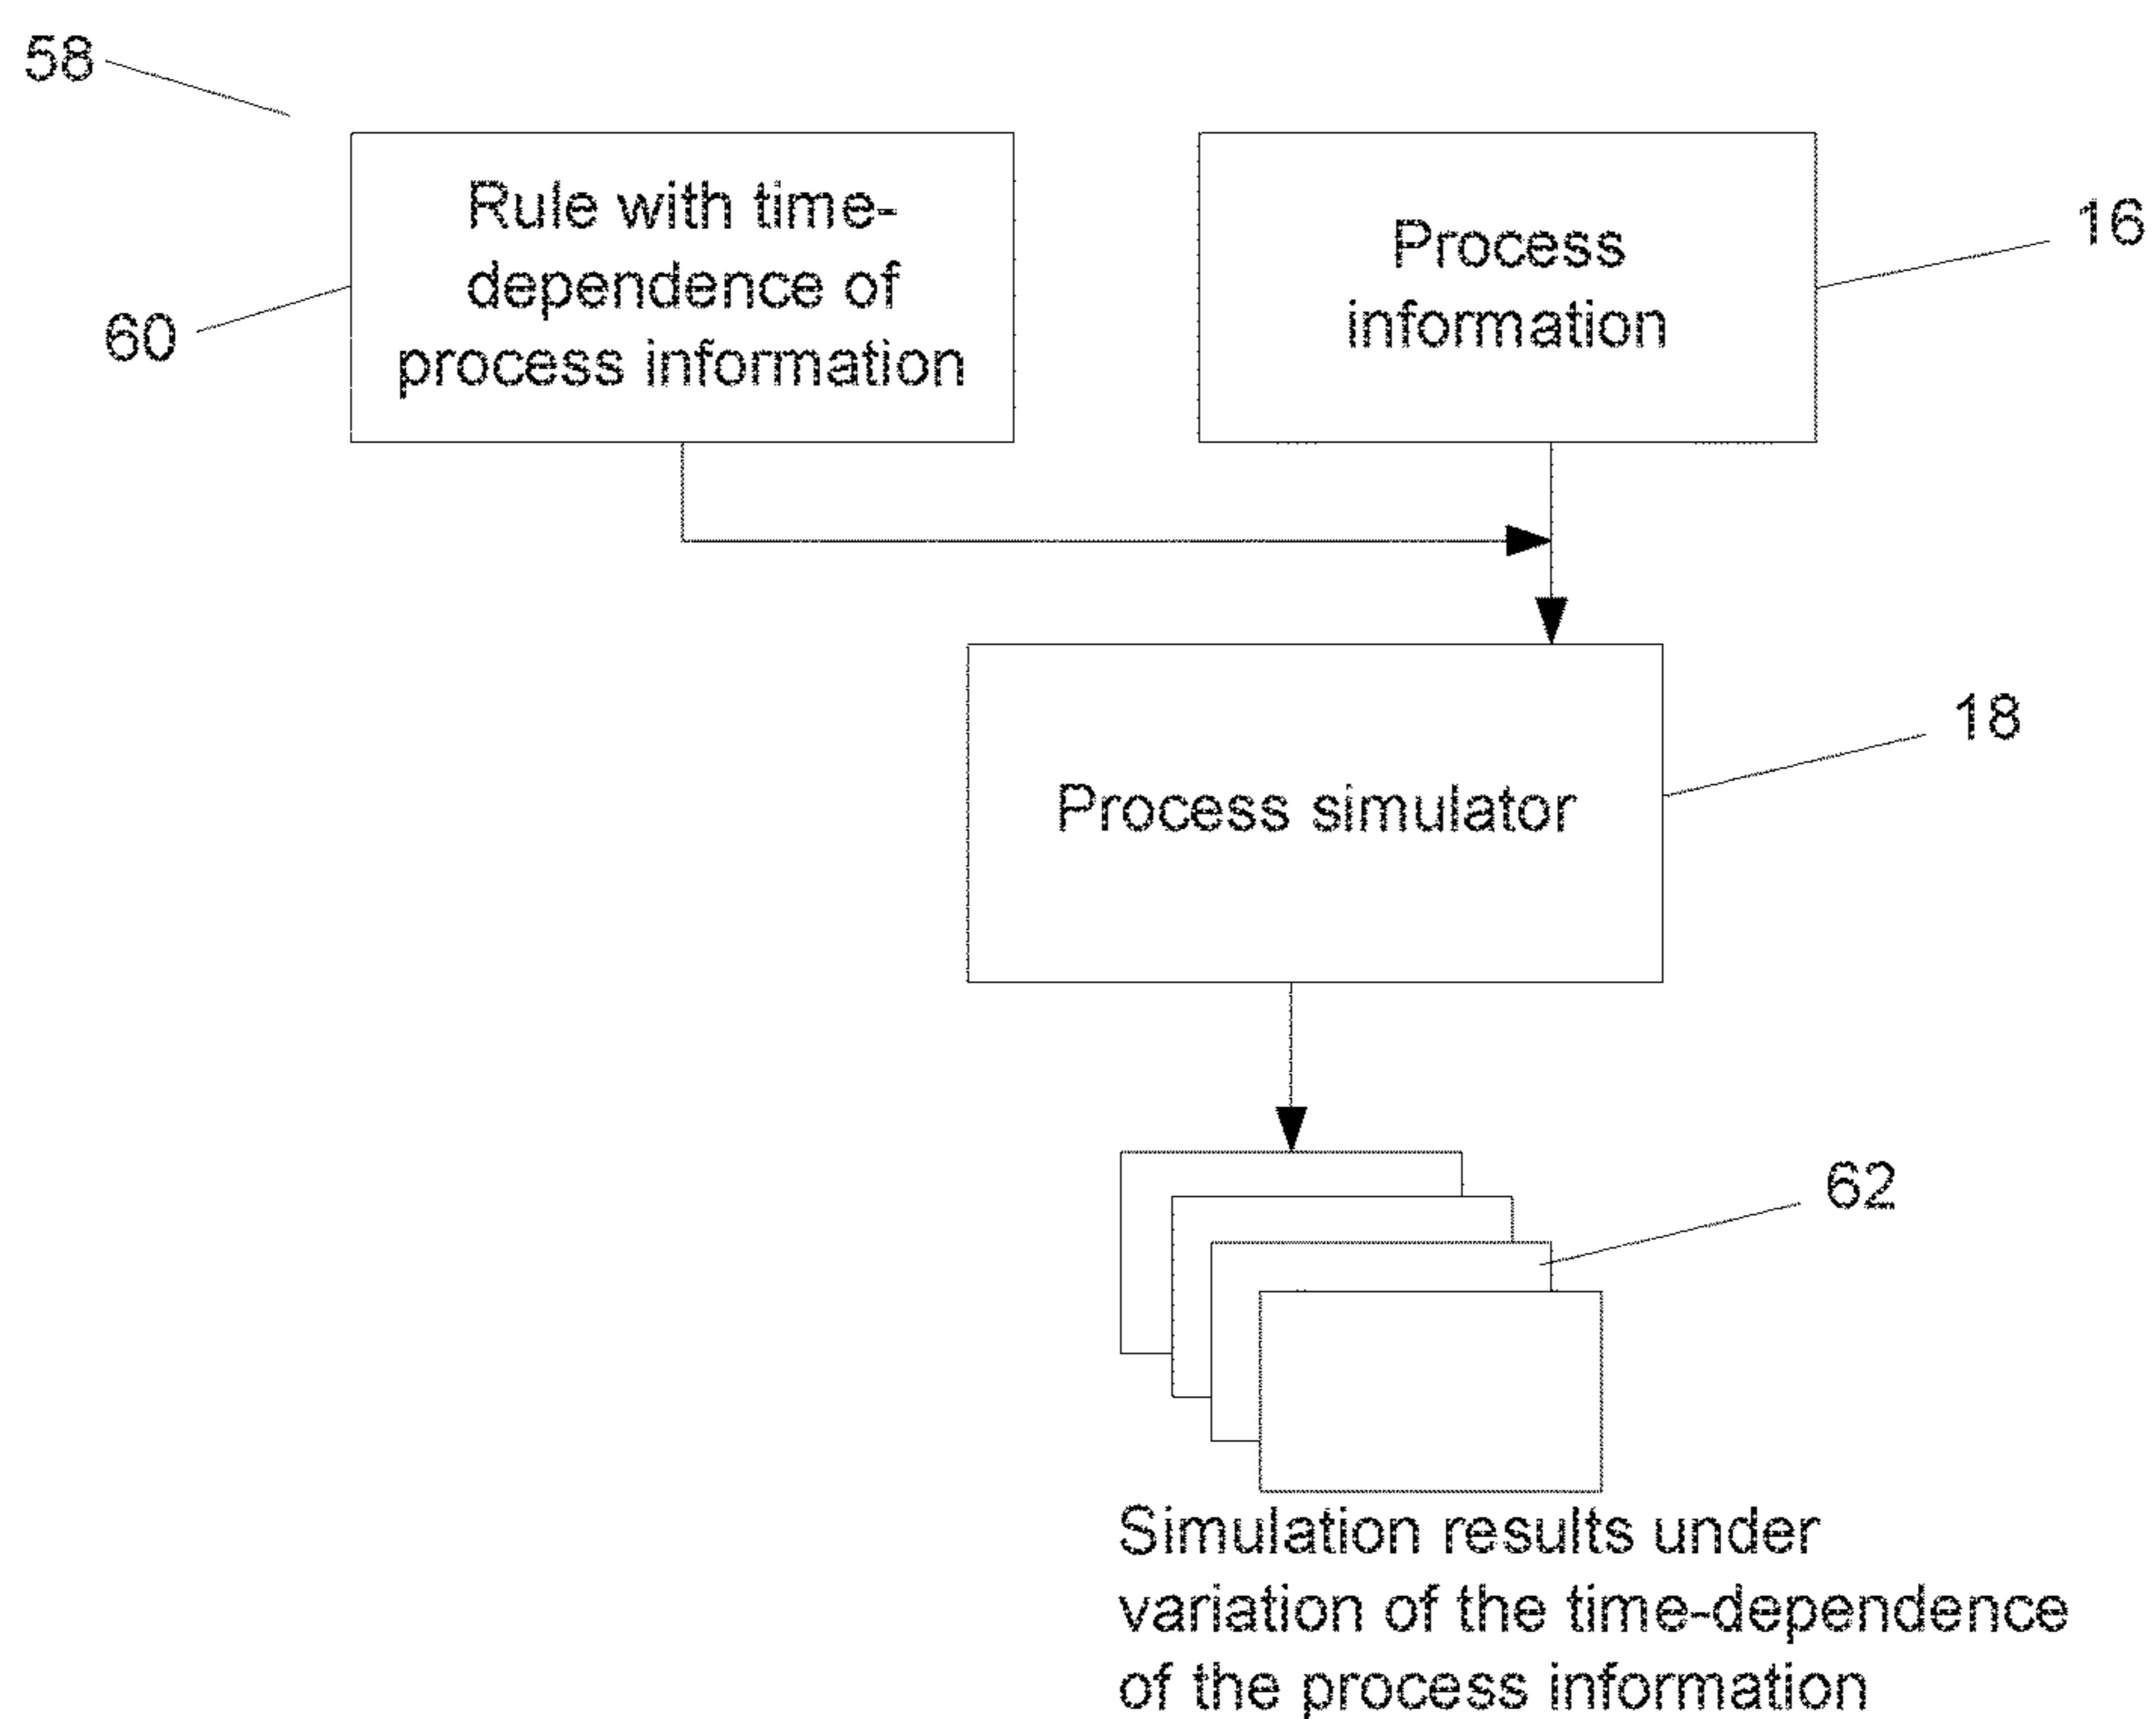 58
Rule with time-
dependence of
process information
60
Process
information
16
Process simulator
18
62
Simulation results under
variation of the time-dependence
of the process information